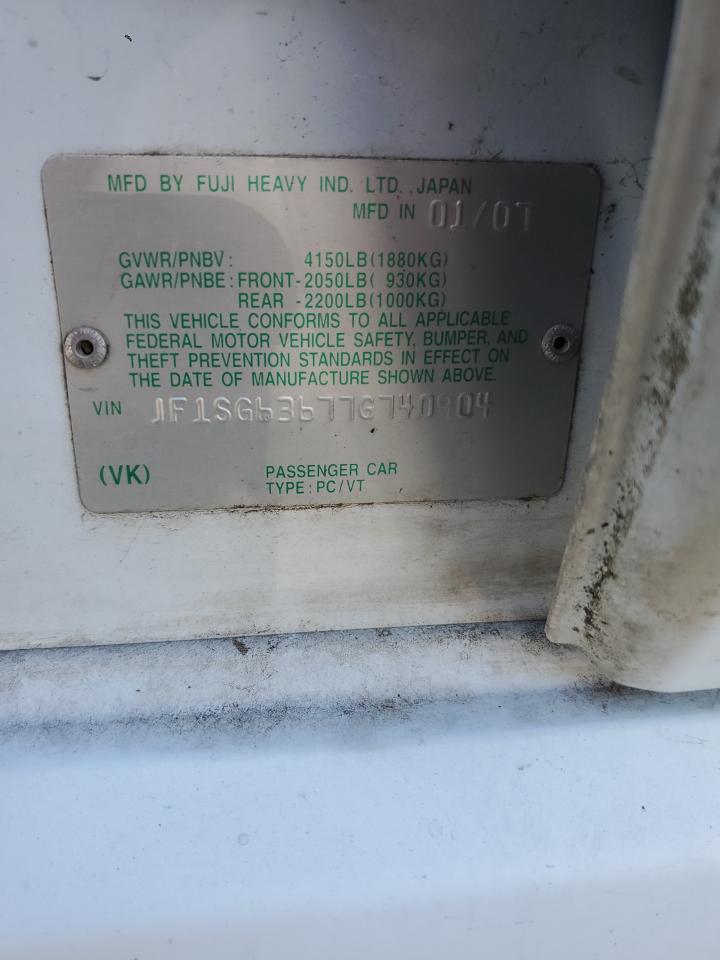 MFD BY FUJI HEAVY IND. LTD. JAPAN
MFD IN 01/07
GVWR/PNBV: 4150LB(1880KG)
GAWR/PNBE: FRONT-2050LB( 930KG)
REAR -2200LB(1000KG)
THIS VEHICLE CONFORMS TO ALL APPLICABLE
FEDERAL MOTOR VEHICLE SAFETY, BUMPER, AND
THEFT PREVENTION STANDARDS IN EFFECT ON
THE DATE OF MANUFACTURE SHOWN ABOVE.
VIN JF1SG63677G740904
(VK) PASSENGER CAR
TYPE: PC/VT